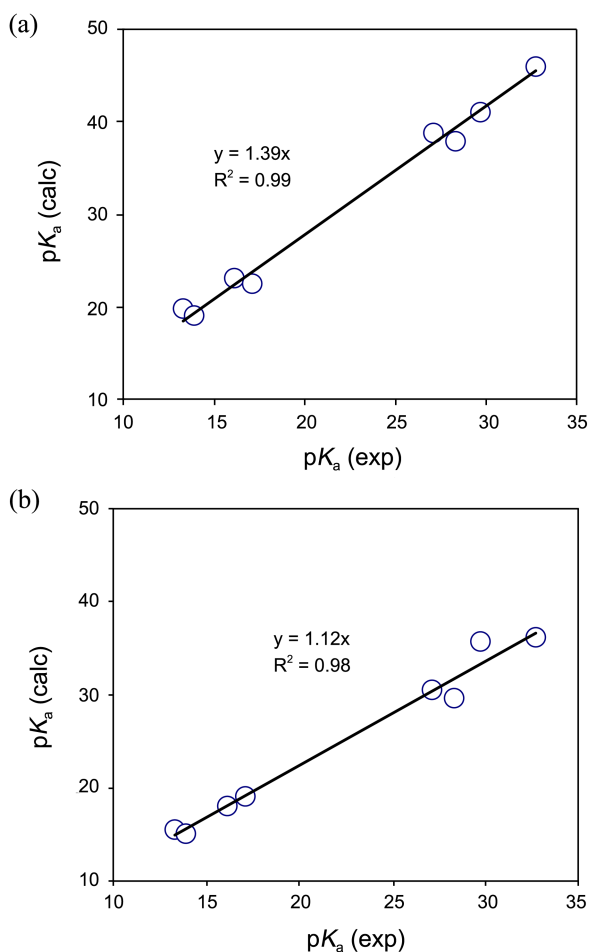 (a)
50
40
30
20
10
pKa (calc)
y = 1.39x
R² = 0.99
10 15 20 25 30 35
pKa (exp)
(b)
50
40
30
20
10
pKa (calc)
y = 1.12x
R² = 0.98
10 15 20 25 30 35
pKa (exp)